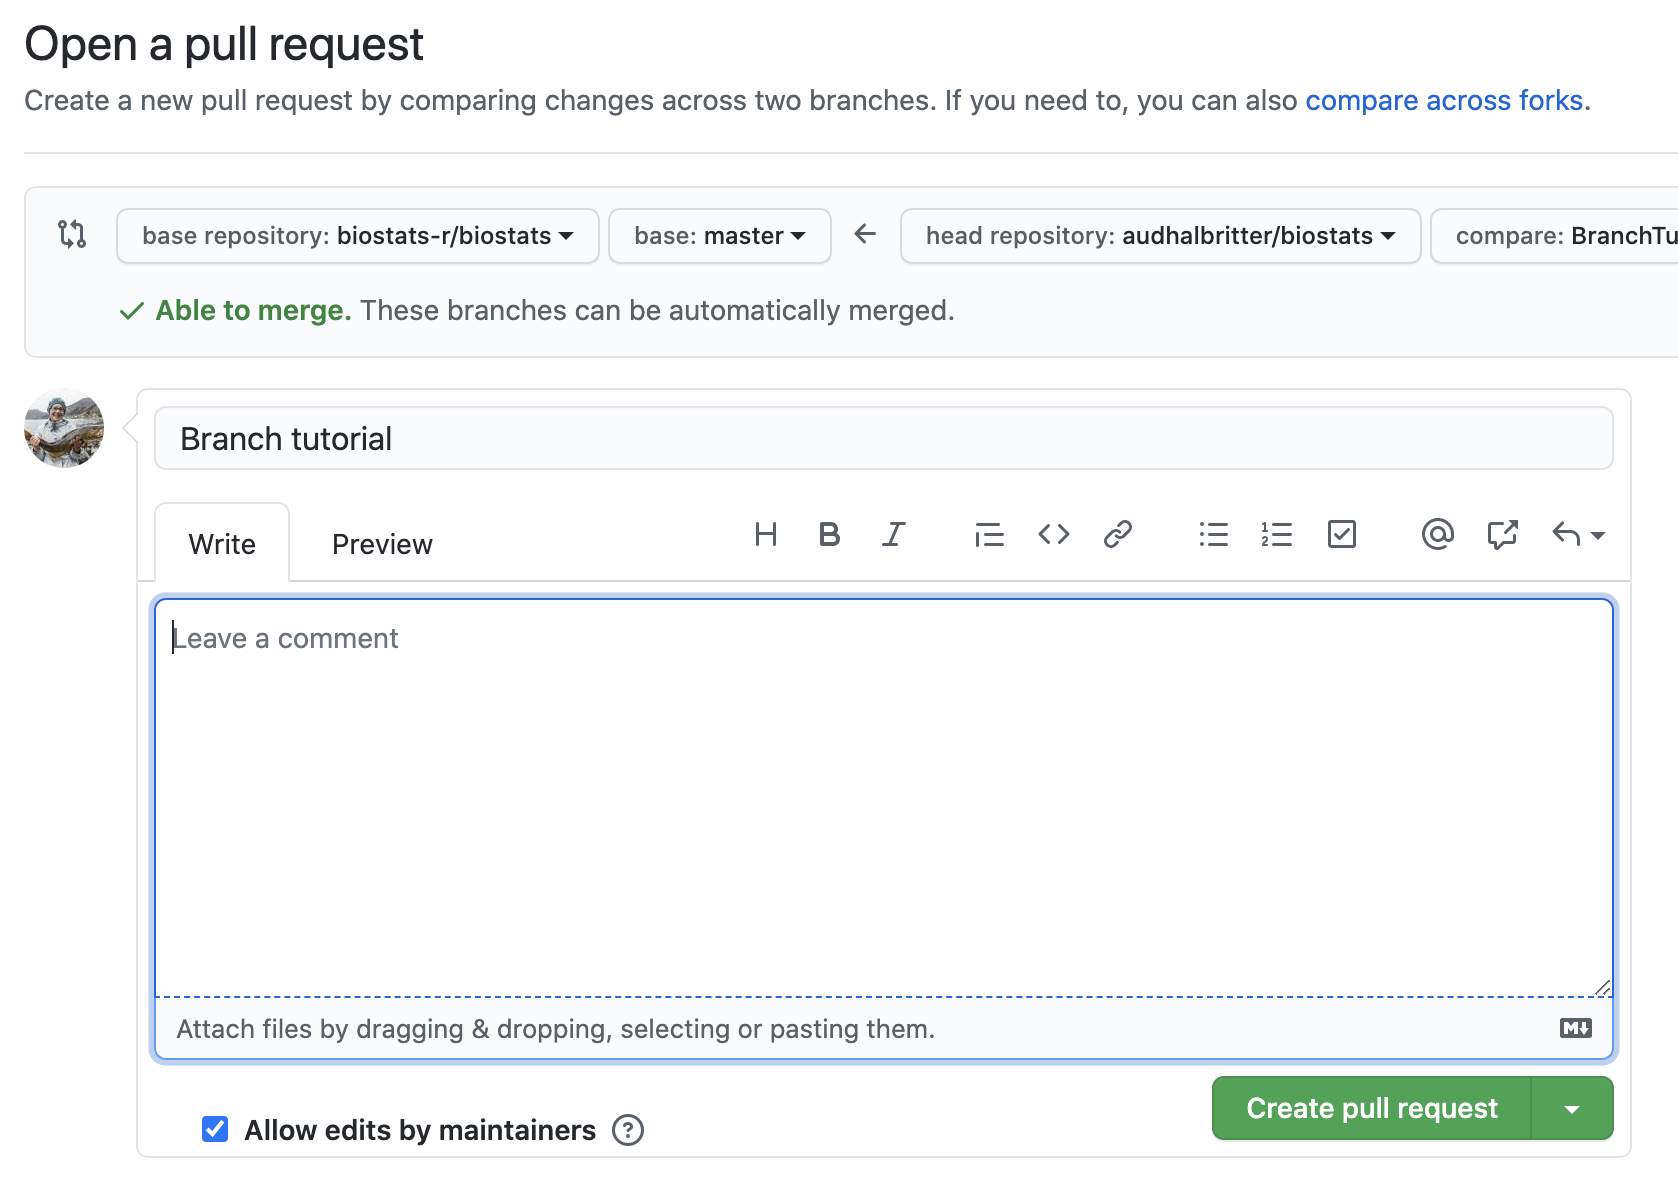 Open a pull request
Create a new pull request by comparing changes across two branches. If you need to, you can also compare across forks.
base repository: biostats-r/biostats base: master ← head repository: audhalbritter/biostats compare: BranchTu
Able to merge. These branches can be automatically merged.
Branch tutorial
Write Preview H B I
Leave a comment
Attach files by dragging & dropping, selecting or pasting them.
Allow edits by maintainers ?
Create pull request